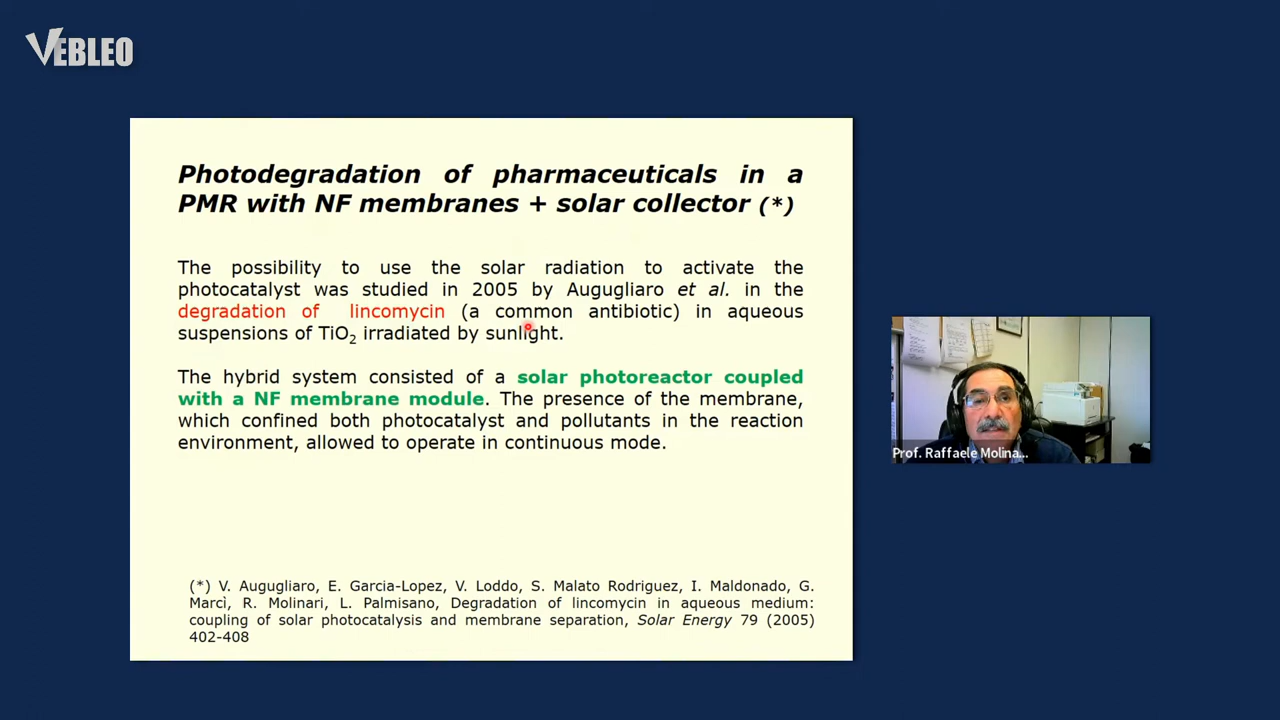 VEBLEO
Photodegradation of pharmaceuticals in a
PMR with NF membranes + solar collector (*)
The possibility to use the solar radiation to activate the
photocatalyst was studied in 2005 by Augugliaro et al. in the
degradation of lincomycin (a common antibiotic) in aqueous
suspensions of TiO2 irradiated by sunlight.
The hybrid system consisted of a solar photoreactor coupled
with a NF membrane module. The presence of the membrane,
which confined both photocatalyst and pollutants in the reaction
environment, allowed to operate in continuous mode.
(*) V. Augugliaro, E. Garcia-Lopez, V. Loddo, S. Malato Rodriguez, I. Maldonado, G.
Marcì, R. Molinari, L. Palmisano, Degradation of lincomycin in aqueous medium:
coupling of solar photocatalysis and membrane separation, Solar Energy 79 (2005)
402-408
Prof. Raffaele Molina...